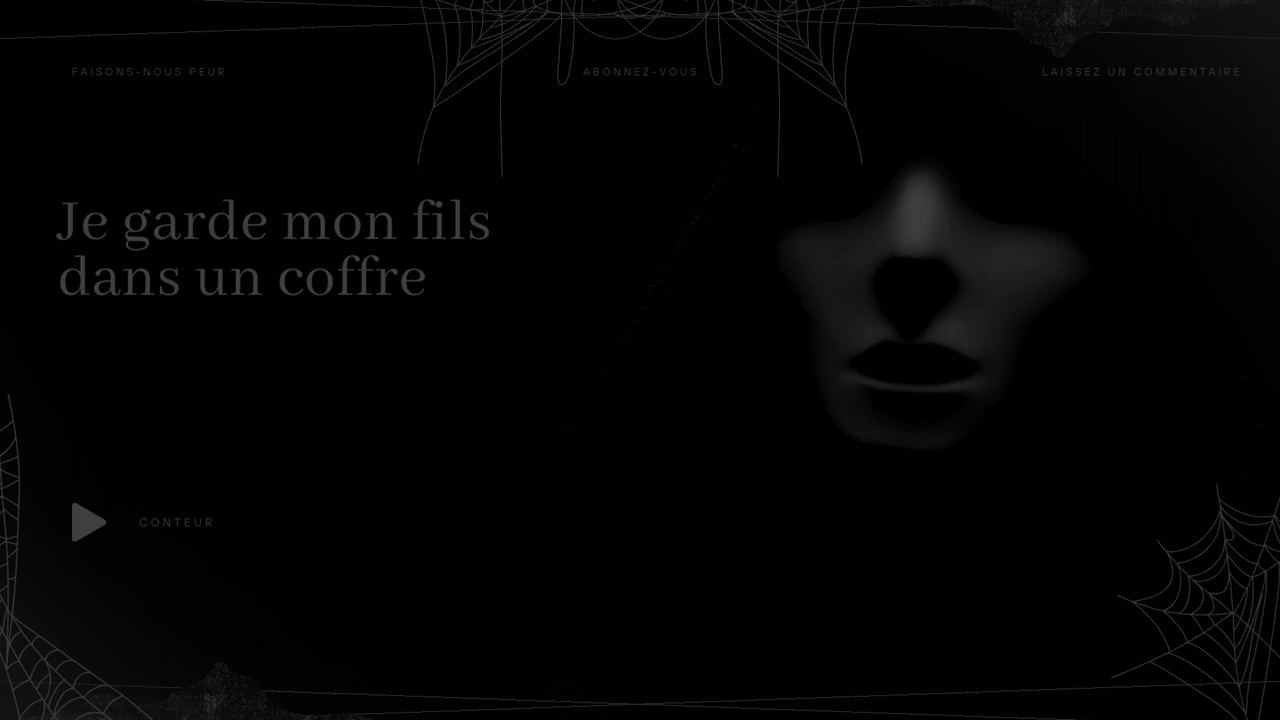 FAISONS-NOUS PEUR
ABONNEZ-VOUS
LAISSEZ UN COMMENTAIRE
Je garde mon fils
dans un coffre
CONTEUR